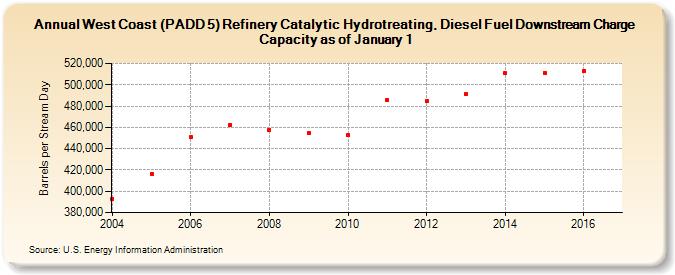 Annual West Coast (PADD 5) Refinery Catalytic Hydrotreating, Diesel Fuel Downstream Charge
Capacity as of January 1
Barrels per Stream Day
520,000
500,000
480,000
460,000
440,000
420,000
400,000
380,000
2004 2006 2008 2010 2012 2014 2016
Source: U.S. Energy Information Administration